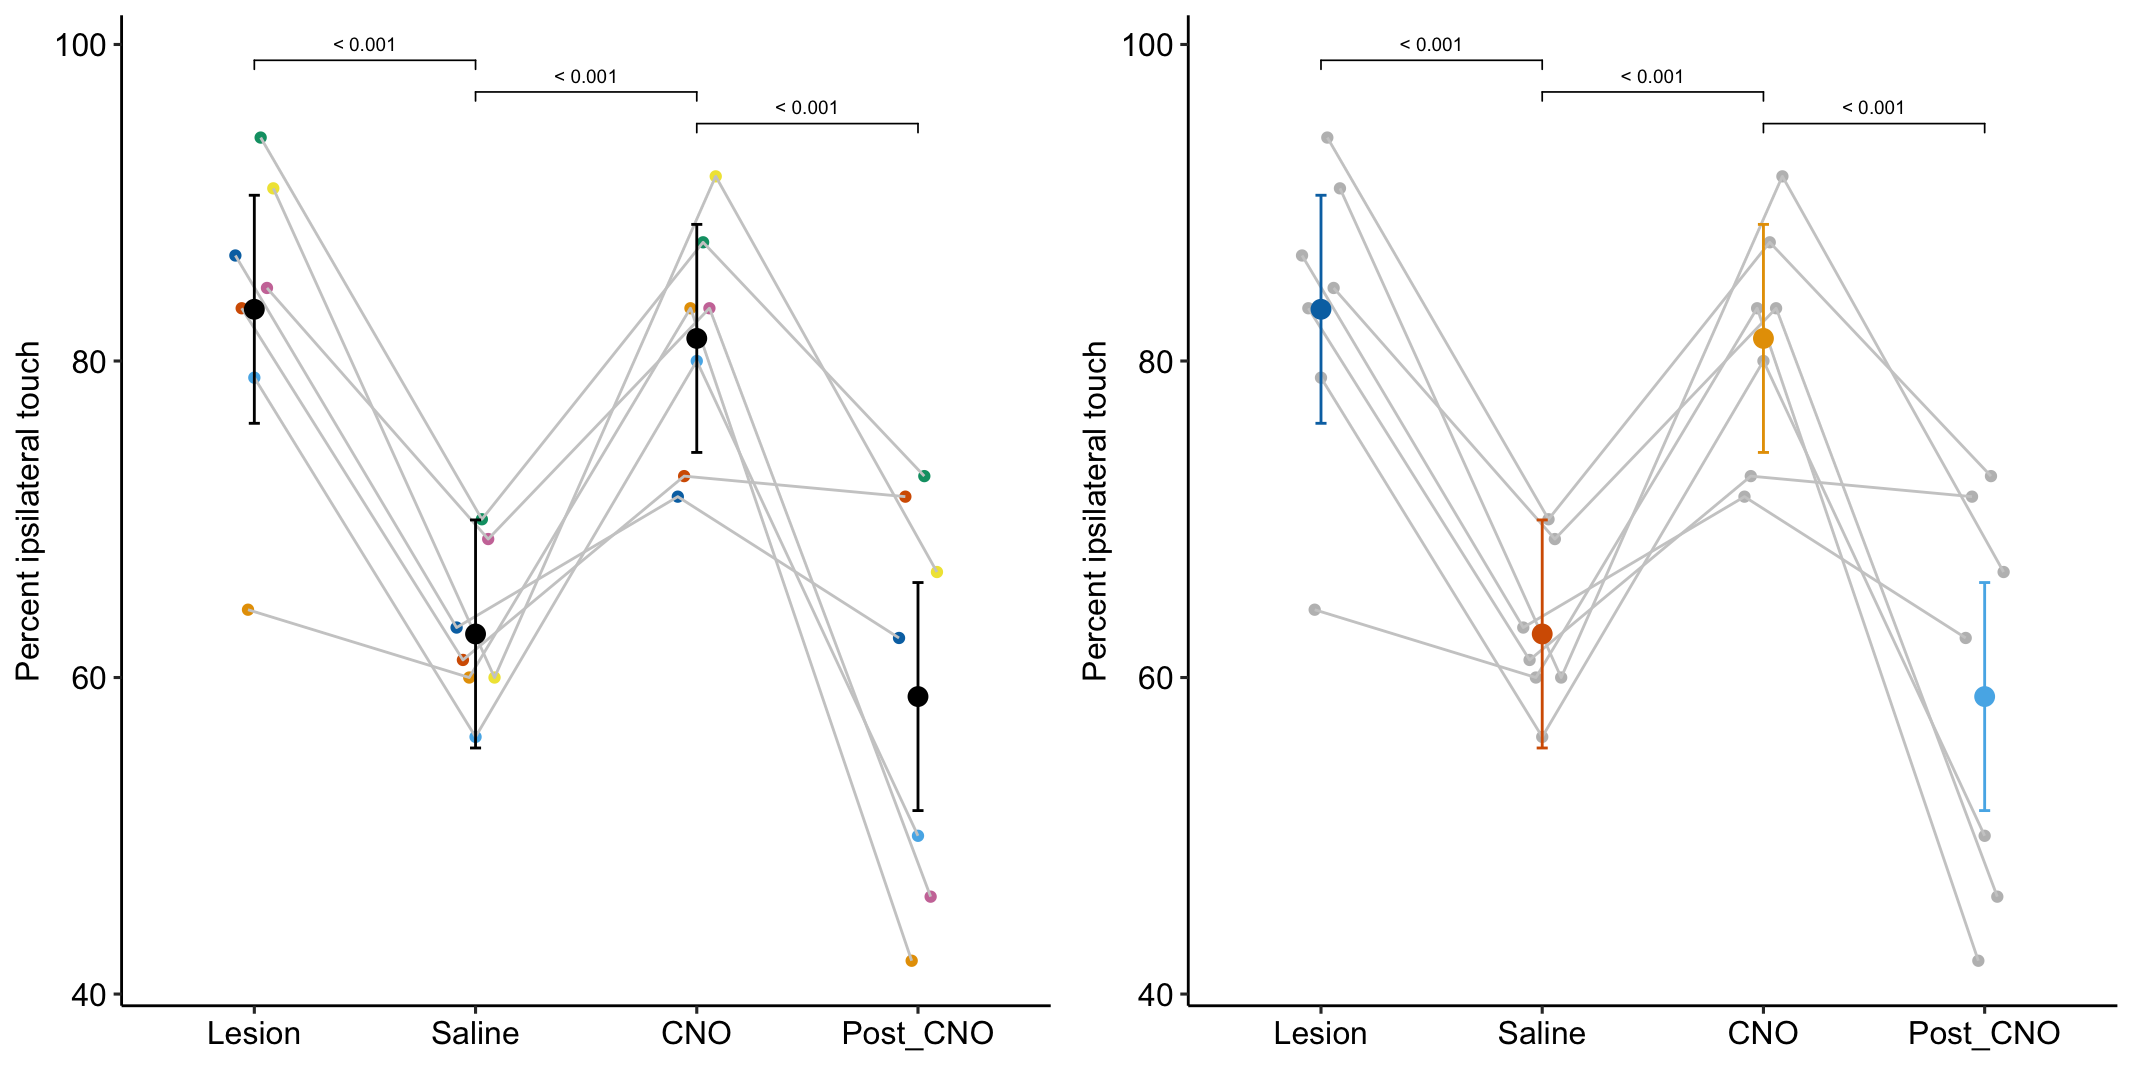 100
80
60
40
Percent ipsilateral touch
< 0.001
< 0.001
< 0.001
Lesion
Saline
CNO
Post_CNO
100
80
60
40
Percent ipsilateral touch
< 0.001
< 0.001
< 0.001
Lesion
Saline
CNO
Post_CNO